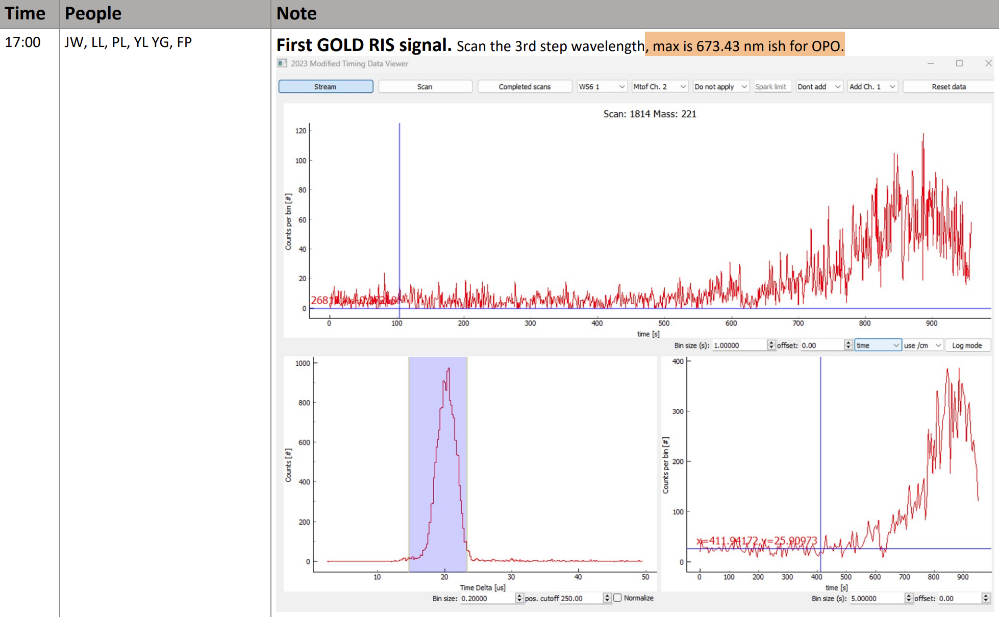 Time People Note
17:00 JW, LL, PL, YL YG, FP First GOLD RIS signal. Scan the 3rd step wavelength, max is 673.43 nm ish for OPO.
2023 Modified Timing Data Viewer
Stream Scan Completed scans WS6 1 Mtof Ch. 2 Do not apply Spark limit Dont add Add Ch. 1 Reset data
Scan: 1814 Mass: 221
Counts per bin [#]
120
100
80
60
40
20
0
0 100 200 300 400 500 600 700 800 900
time [s]
Bin size (s): 1.00000 offset: 0.00 time use /cm Log mode
Counts [#]
1000
800
600
400
200
0
10 20 30 40 50
Time Delta [us]
Bin size: 0.20000 pos. cutoff 250.00 Normalize
Counts per bin [#]
400
300
200
100
0
x=411.94172, y=25.90973
0 100 200 300 400 500 600 700 800 900
time [s]
Bin size (s): 5.00000 offset: 0.00